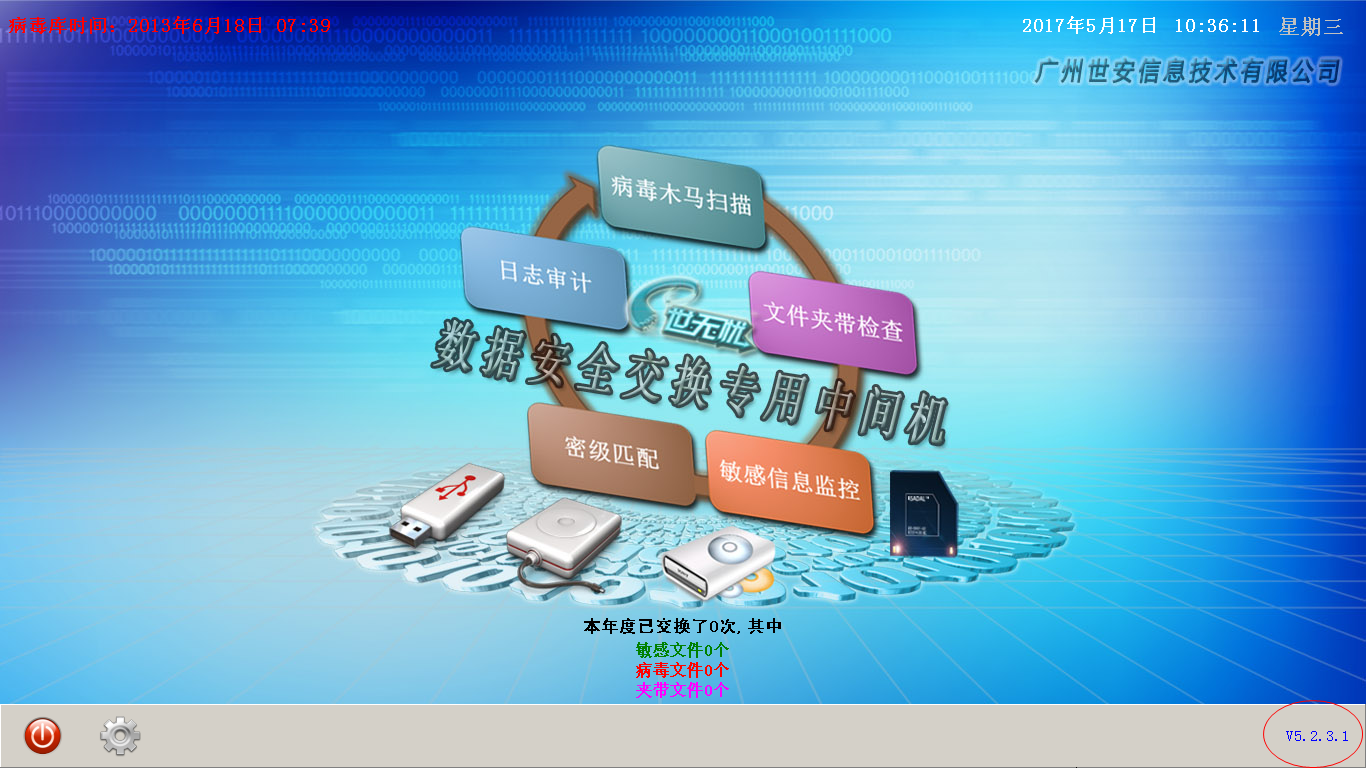 病毒库时间：2013年6月18日 07:39
2017年5月17日 10:36:11 星期三
广州世安信息技术有限公司
病毒木马扫描
日志审计
文件夹带检查
世无忧
数据安全交换专用中间机
密级匹配
敏感信息监控
本年度已交换了0次,其中
敏感文件0个
病毒文件0个
夹带文件0个
V5.2.3.1